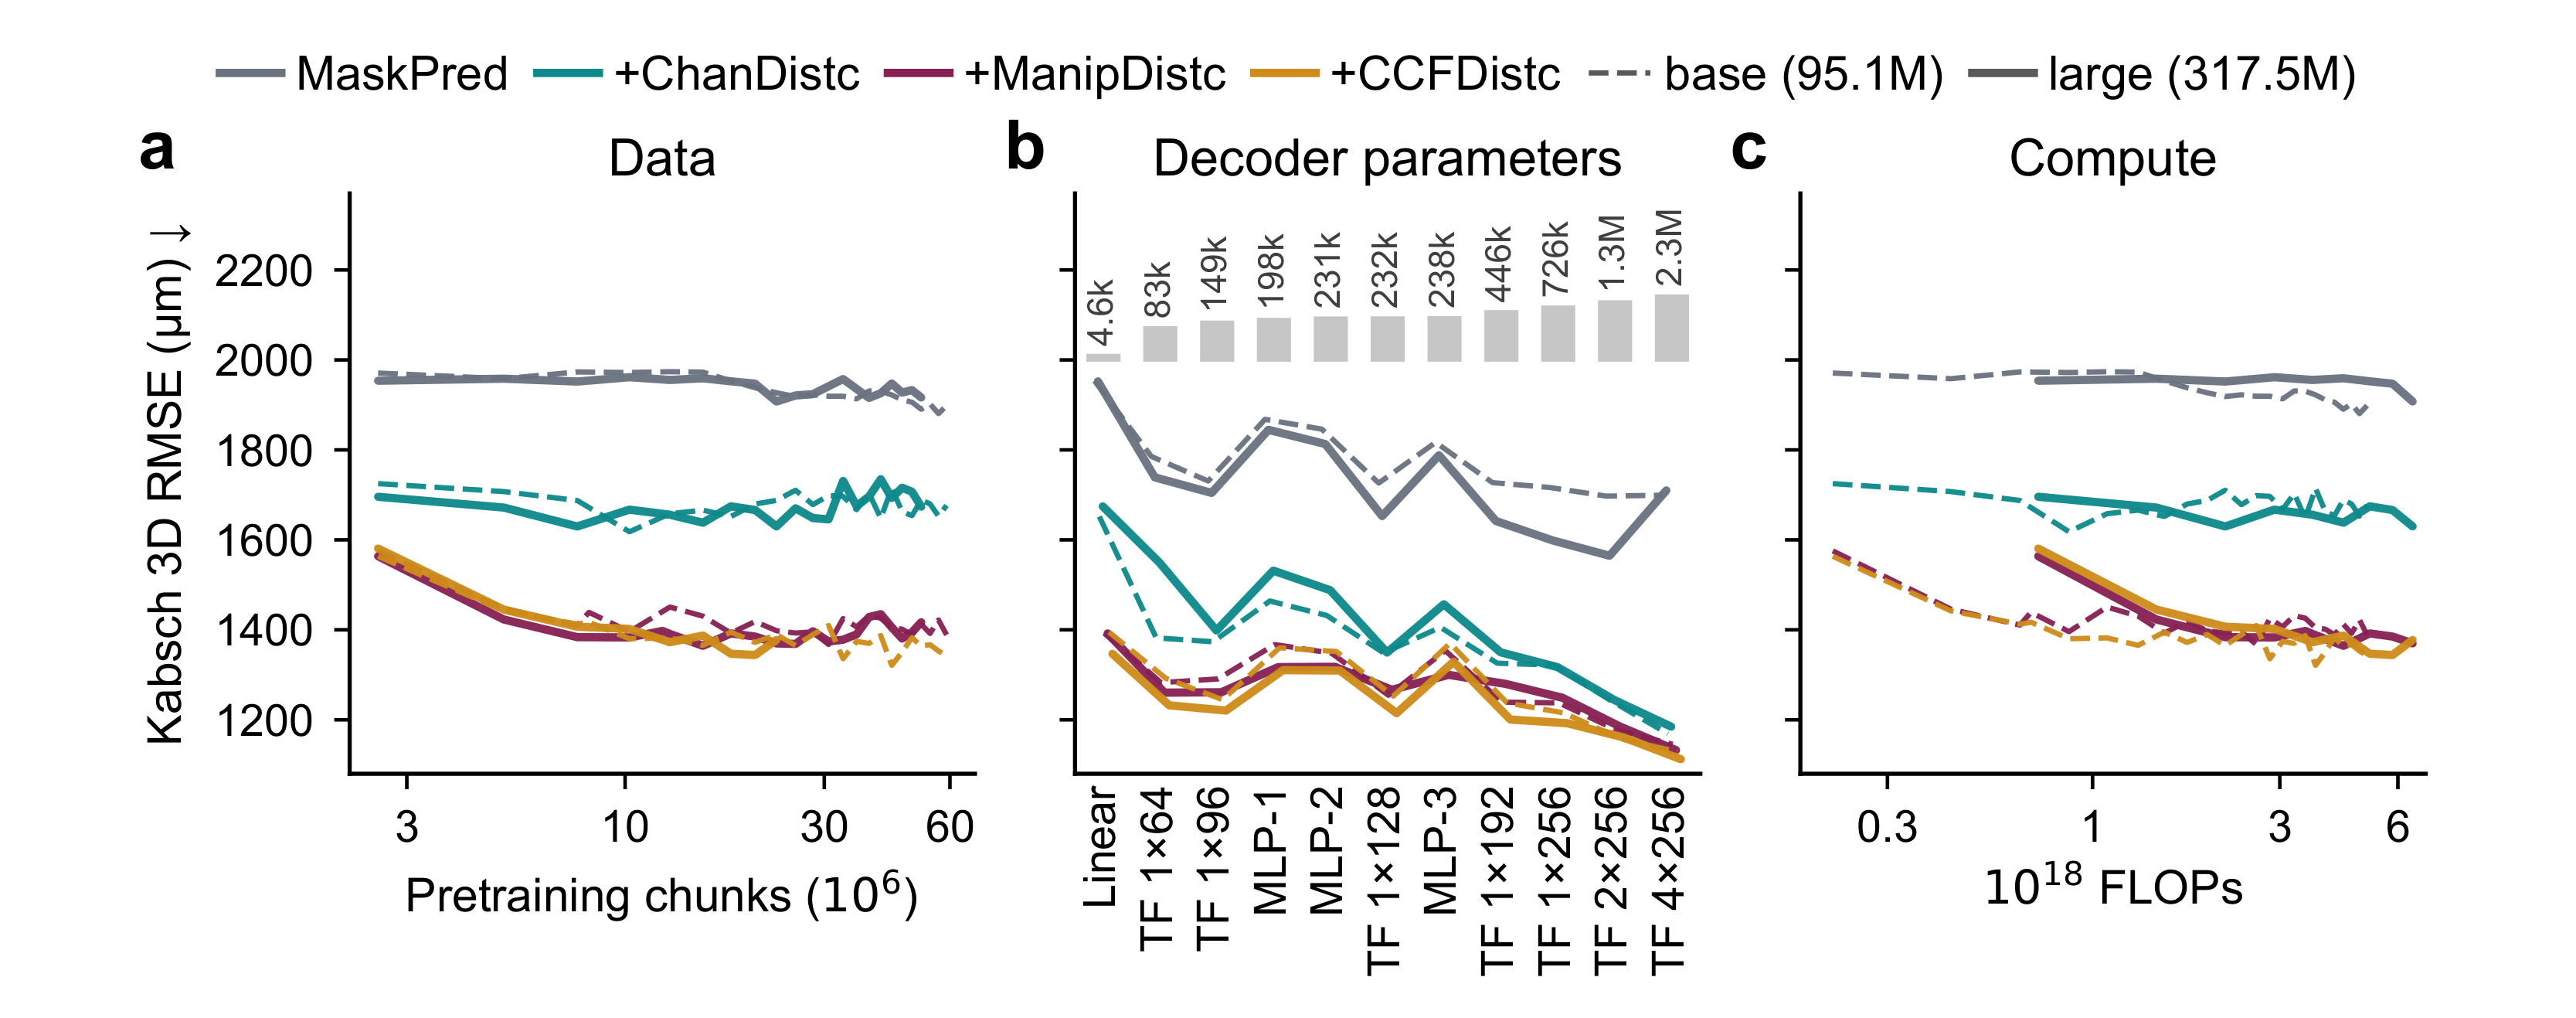 MaskPred +ChanDistc +ManipDistc +CCFDistc base (95.1M) large (317.5M)
a Data
Kabsch 3D RMSE (µm) ↓
2200
2000
1800
1600
1400
1200
3 10 30 60
Pretraining chunks (10⁶)
b Decoder parameters
4.6k 83k 149k 198k 231k 232k 238k 446k 726k 1.3M 2.3M
Linear
TF 1×64
TF 1×96
MLP-1
MLP-2
TF 1×128
MLP-3
TF 1×192
TF 1×256
TF 2×256
TF 4×256
c Compute
0.3 1 3 6
10¹⁸ FLOPs